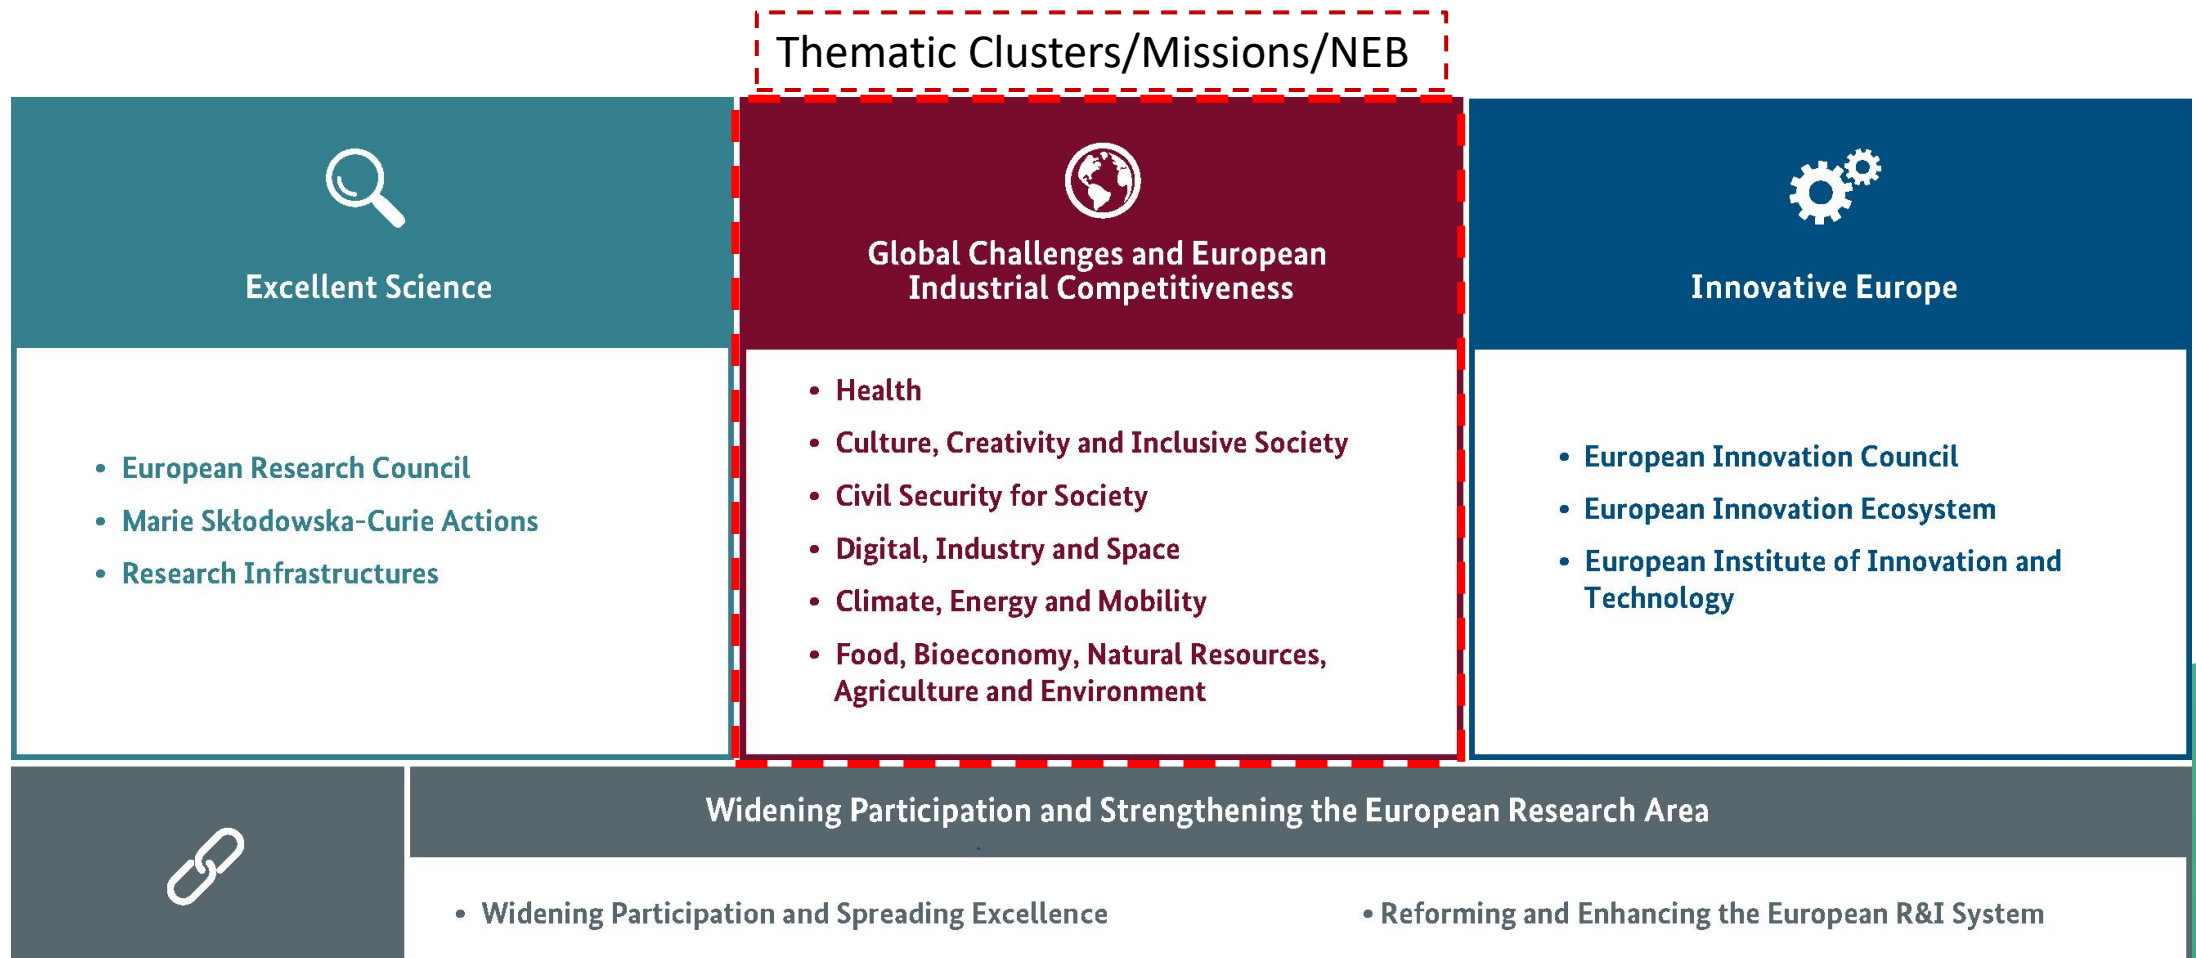 Thematic Clusters/Missions/NEB
Excellent Science
• European Research Council
• Marie Skłodowska-Curie Actions
• Research Infrastructures
Global Challenges and European
Industrial Competitiveness
• Health
• Culture, Creativity and Inclusive Society
• Civil Security for Society
• Digital, Industry and Space
• Climate, Energy and Mobility
• Food, Bioeconomy, Natural Resources,
Agriculture and Environment
Innovative Europe
• European Innovation Council
• European Innovation Ecosystem
• European Institute of Innovation and
Technology
Widening Participation and Strengthening the European Research Area
• Widening Participation and Spreading Excellence
• Reforming and Enhancing the European R&I System